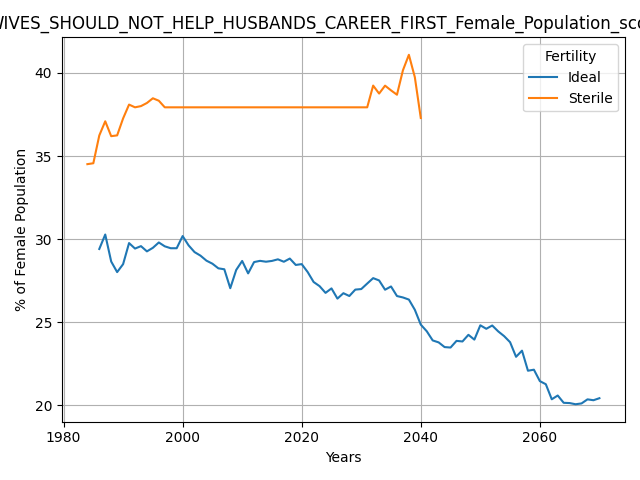 WIVES_SHOULD_NOT_HELP_HUSBANDS_CAREER_FIRST_Female_Population_sco
Fertility
Ideal
Sterile
40
35
30
25
20
% of Female Population
1980
2000
2020
2040
2060
Years